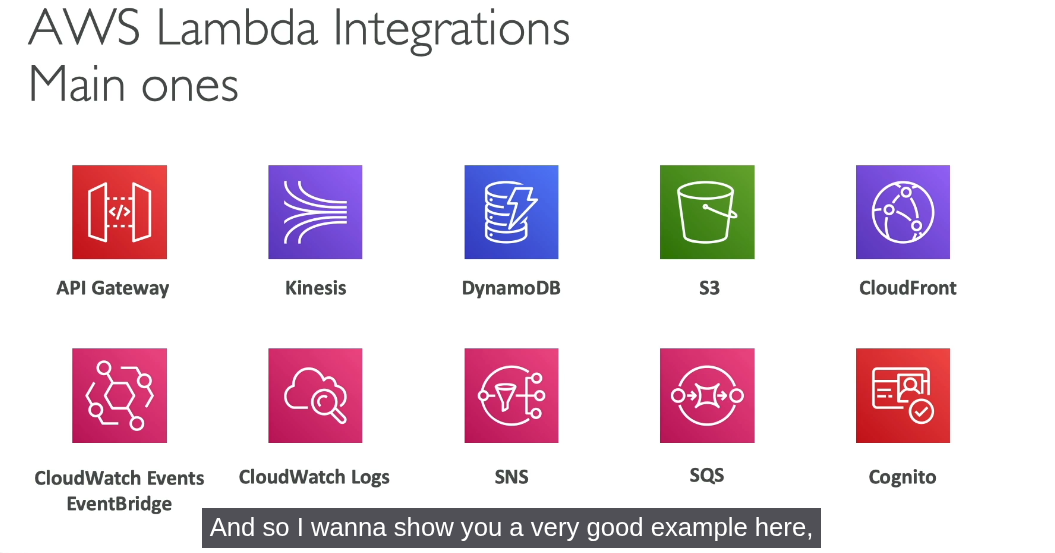 AWS Lambda Integrations
Main ones
</>
API Gateway
Kinesis
DynamoDB
S3
CloudFront
CloudWatch Events
EventBridge
CloudWatch Logs
SNS
SQS
Cognito
And so I wanna show you a very good example here,